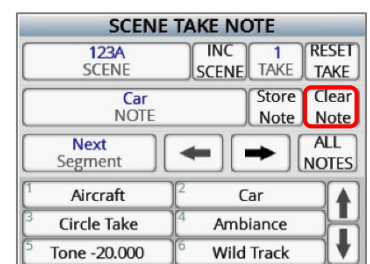 SCENE TAKE NOTE
123A INC 1 RESET
SCENE SCENE TAKE TAKE
Car Store Clear
NOTE Note Note
Next ALL
Segment NOTES
1 Aircraft 2 Car
3 Circle Take 4 Ambiance
5 Tone -20.000 6 Wild Track